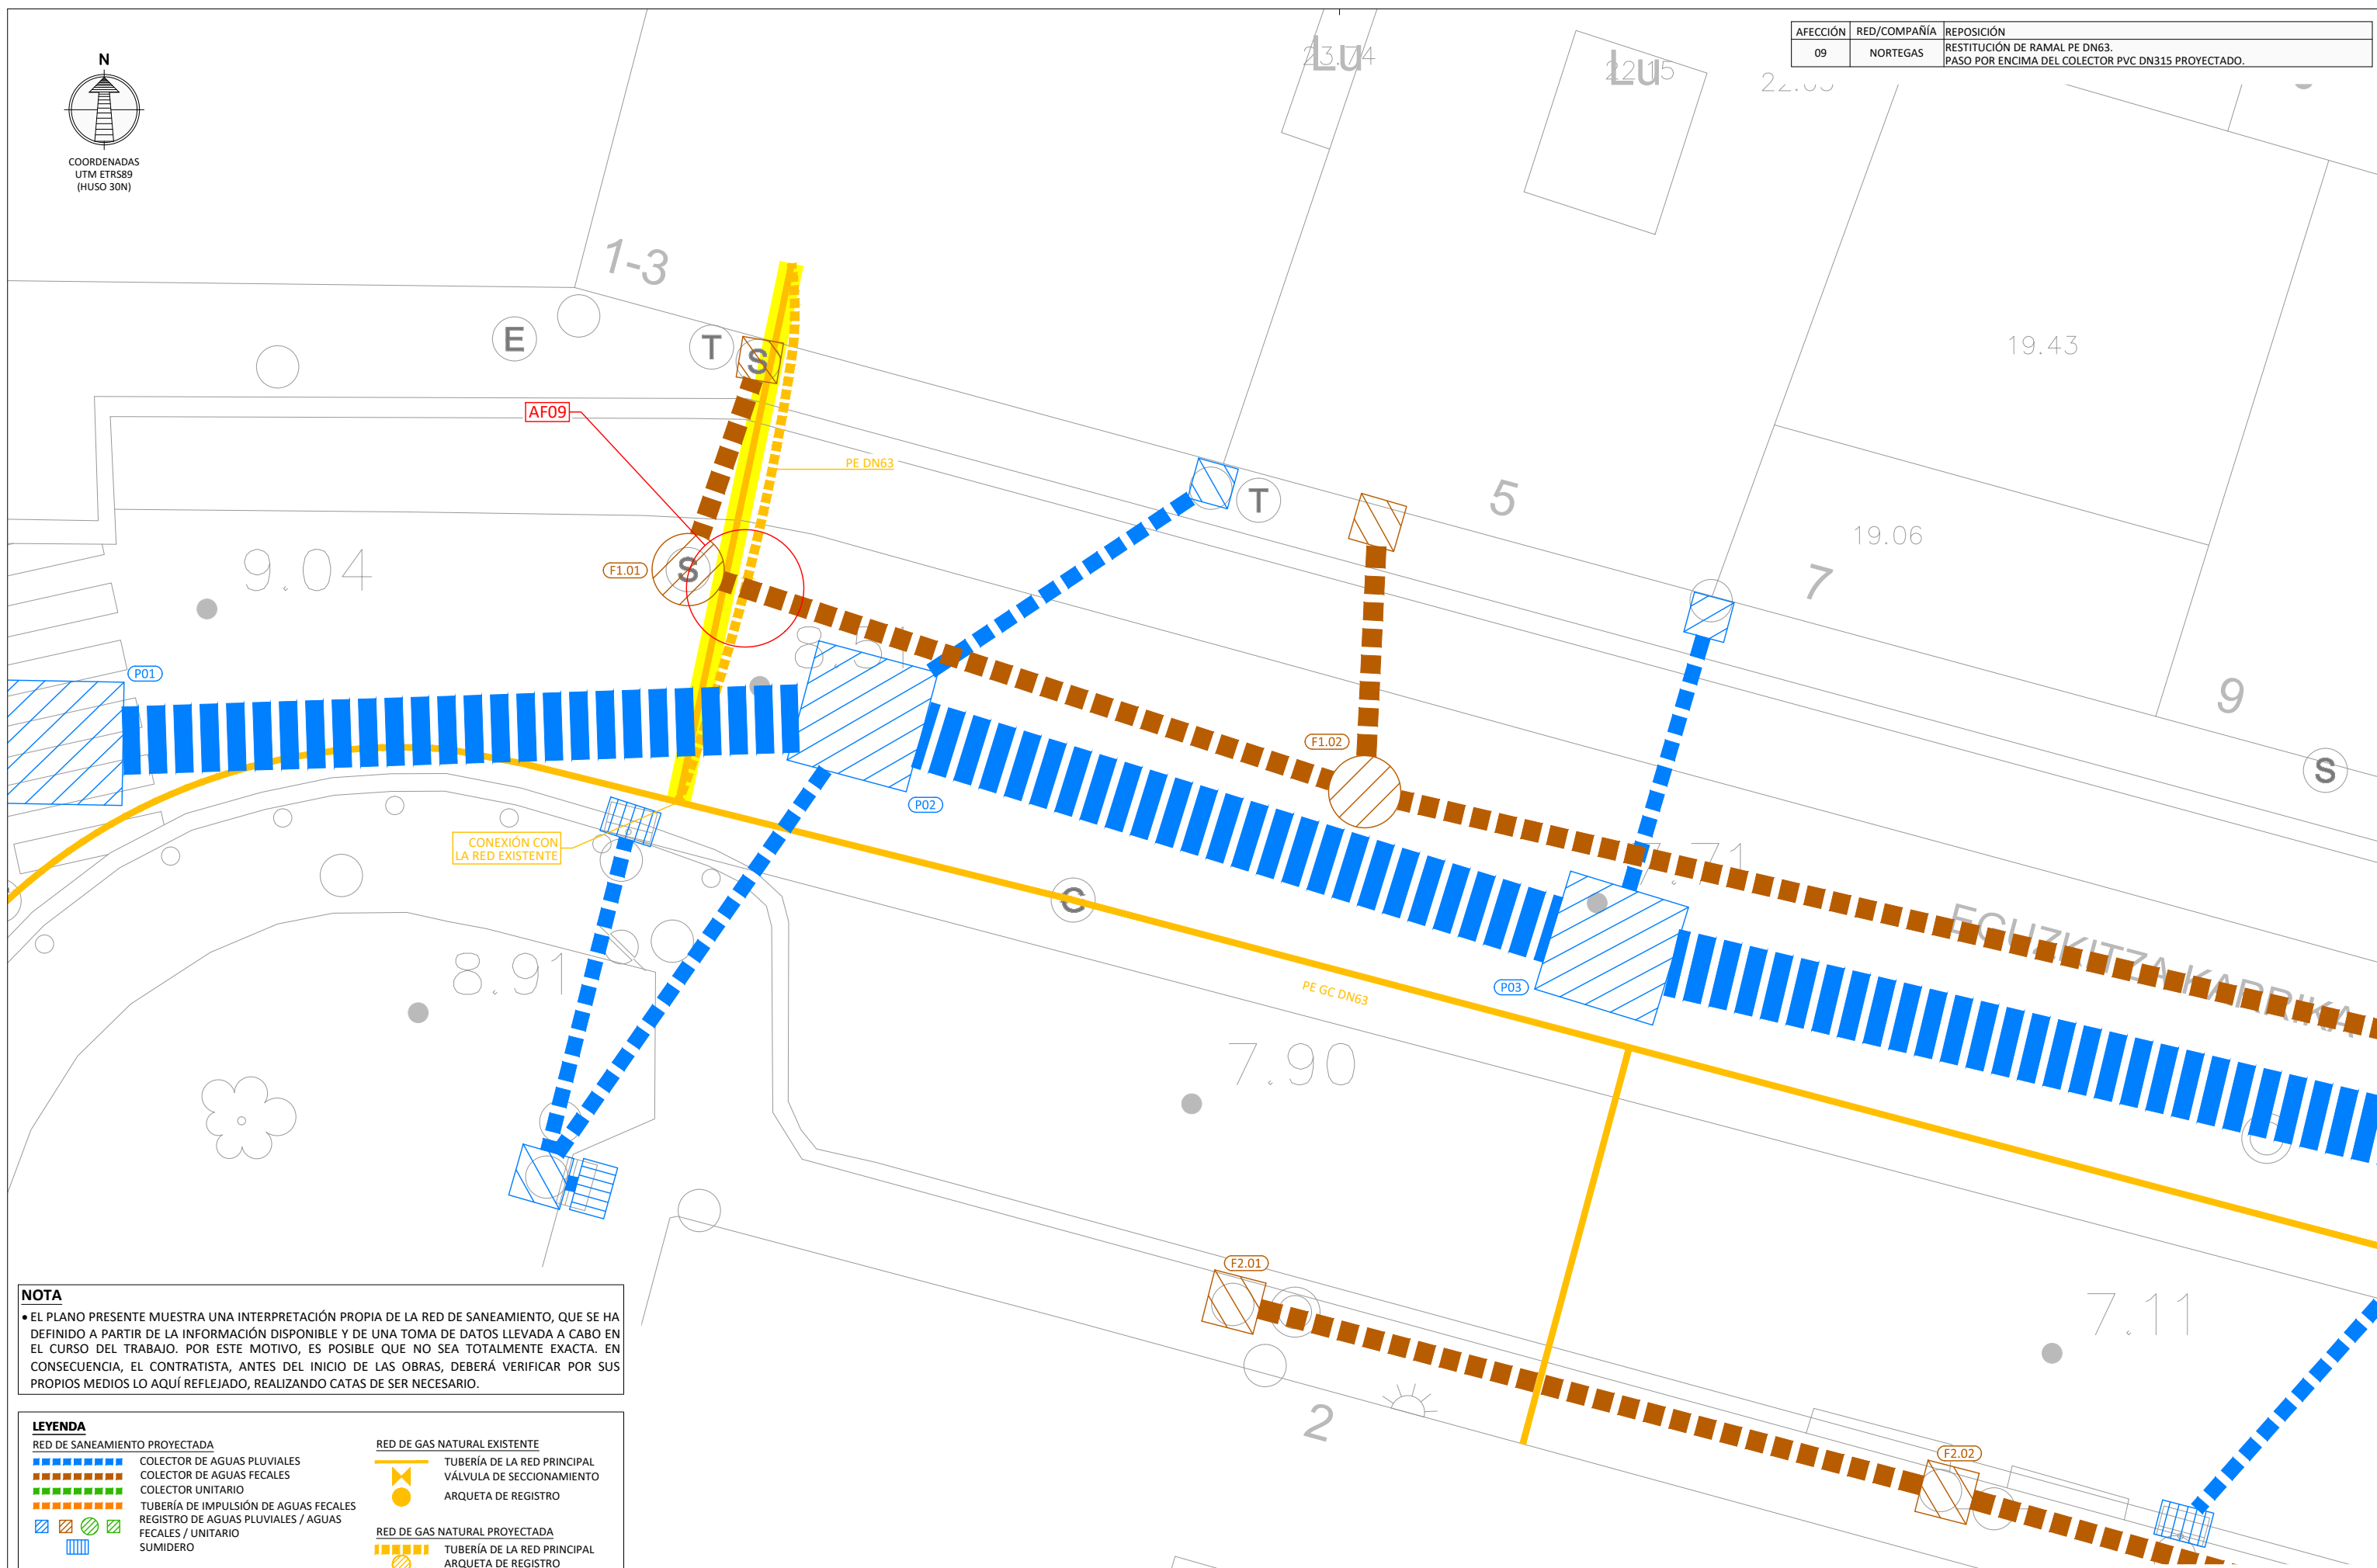 AFECCIÓN RED/COMPAÑÍA REPOSICIÓN
09 NORTEGAS RESTITUCIÓN DE RAMAL PE DN63.
PASO POR ENCIMA DEL COLECTOR PVC DN315 PROYECTADO.
N
COORDENADAS
UTM ETRS89
(HUSO 30N)
23.74
Lu
22.15
Lu
1-3
E
T
S
19.43
AF09
PE DN63
T
5
19.06
7
9
9.04
F1.01
S
P01
F1.02
S
P02
CONEXIÓN CON
LA RED EXISTENTE
7.71
C
EGUZKITZA KARRIKA
8.91
PE GC DN63
P03
7.90
F2.01
7.11
2
F2.02
NOTA
• EL PLANO PRESENTE MUESTRA UNA INTERPRETACIÓN PROPIA DE LA RED DE SANEAMIENTO, QUE SE HA
DEFINIDO A PARTIR DE LA INFORMACIÓN DISPONIBLE Y DE UNA TOMA DE DATOS LLEVADA A CABO EN
EL CURSO DEL TRABAJO. POR ESTE MOTIVO, ES POSIBLE QUE NO SEA TOTALMENTE EXACTA. EN
CONSECUENCIA, EL CONTRATISTA, ANTES DEL INICIO DE LAS OBRAS, DEBERÁ VERIFICAR POR SUS
PROPIOS MEDIOS LO AQUÍ REFLEJADO, REALIZANDO CATAS DE SER NECESARIO.
LEYENDA
RED DE SANEAMIENTO PROYECTADA
COLECTOR DE AGUAS PLUVIALES
COLECTOR DE AGUAS FECALES
COLECTOR UNITARIO
TUBERÍA DE IMPULSIÓN DE AGUAS FECALES
REGISTRO DE AGUAS PLUVIALES / AGUAS
FECALES / UNITARIO
SUMIDERO
RED DE GAS NATURAL EXISTENTE
TUBERÍA DE LA RED PRINCIPAL
VÁLVULA DE SECCIONAMIENTO
ARQUETA DE REGISTRO
RED DE GAS NATURAL PROYECTADA
TUBERÍA DE LA RED PRINCIPAL
ARQUETA DE REGISTRO